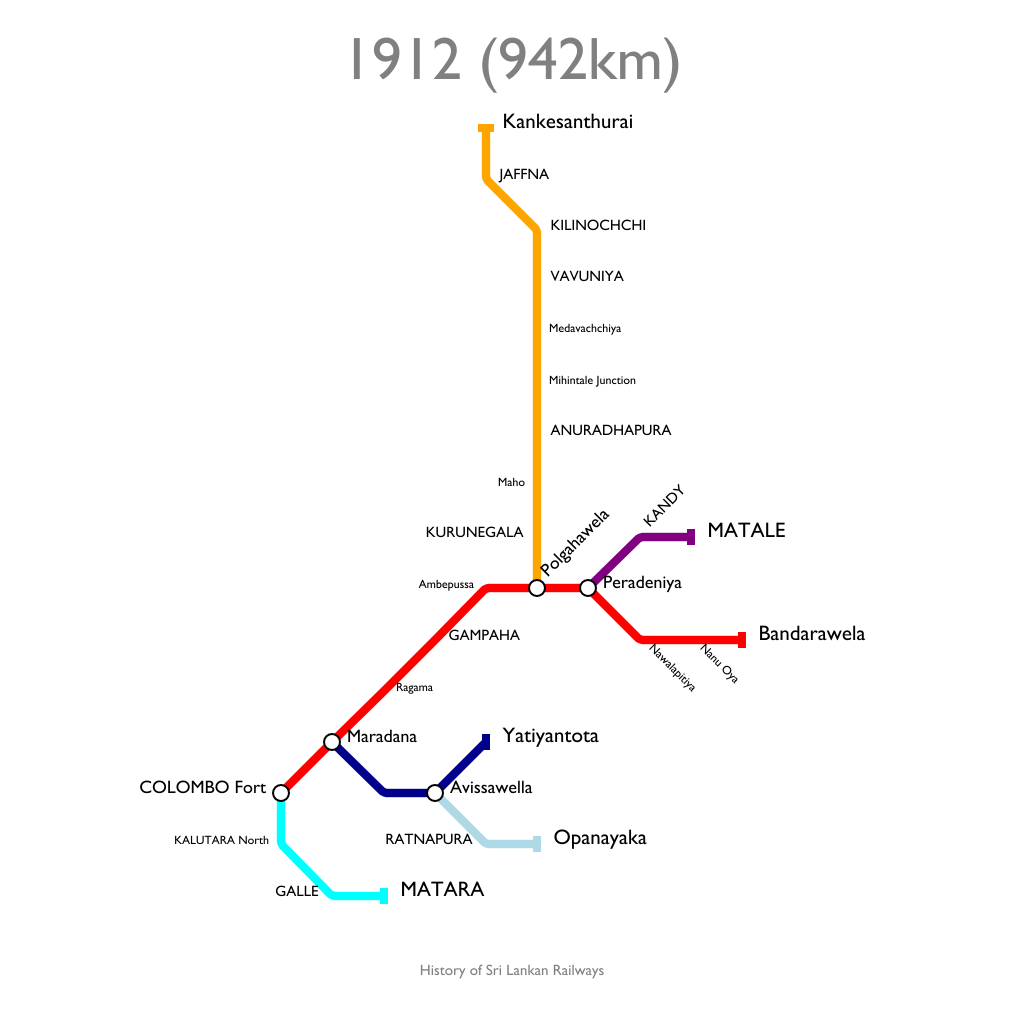 1912 (942km)
Kankesanthurai
JAFFNA
KILINOCHCHI
VAVUNIYA
Medavachchiya
Mihintale Junction
ANURADHAPURA
Maho
KURUNEGALA
Polgahawela
KANDY
MATALE
Ambepussa
Peradeniya
GAMPAHA
Bandarawela
Nawalapitiya
Nanu Oya
Ragama
Maradana
Yatiyantota
COLOMBO Fort
Avissawella
KALUTARA North
RATNAPURA
Opanayaka
GALLE
MATARA
History of Sri Lankan Railways